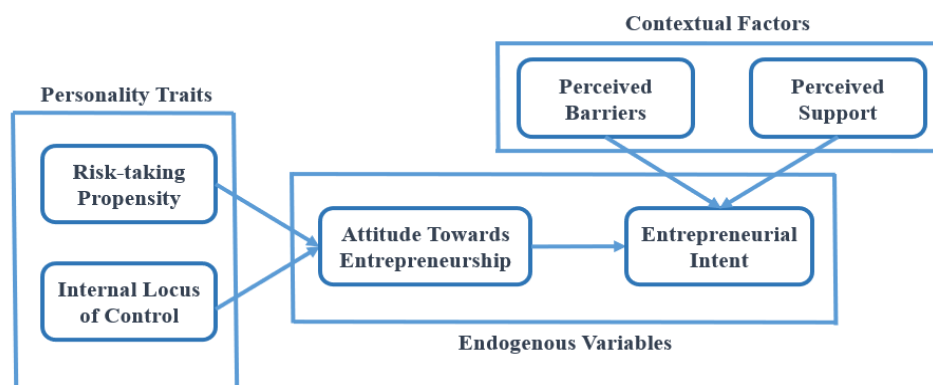 Contextual Factors
Perceived
Barriers
Perceived
Support
Personality Traits
Risk-taking
Propensity
Internal Locus
of Control
Attitude Towards
Entrepreneurship
Entrepreneurial
Intent
Endogenous Variables